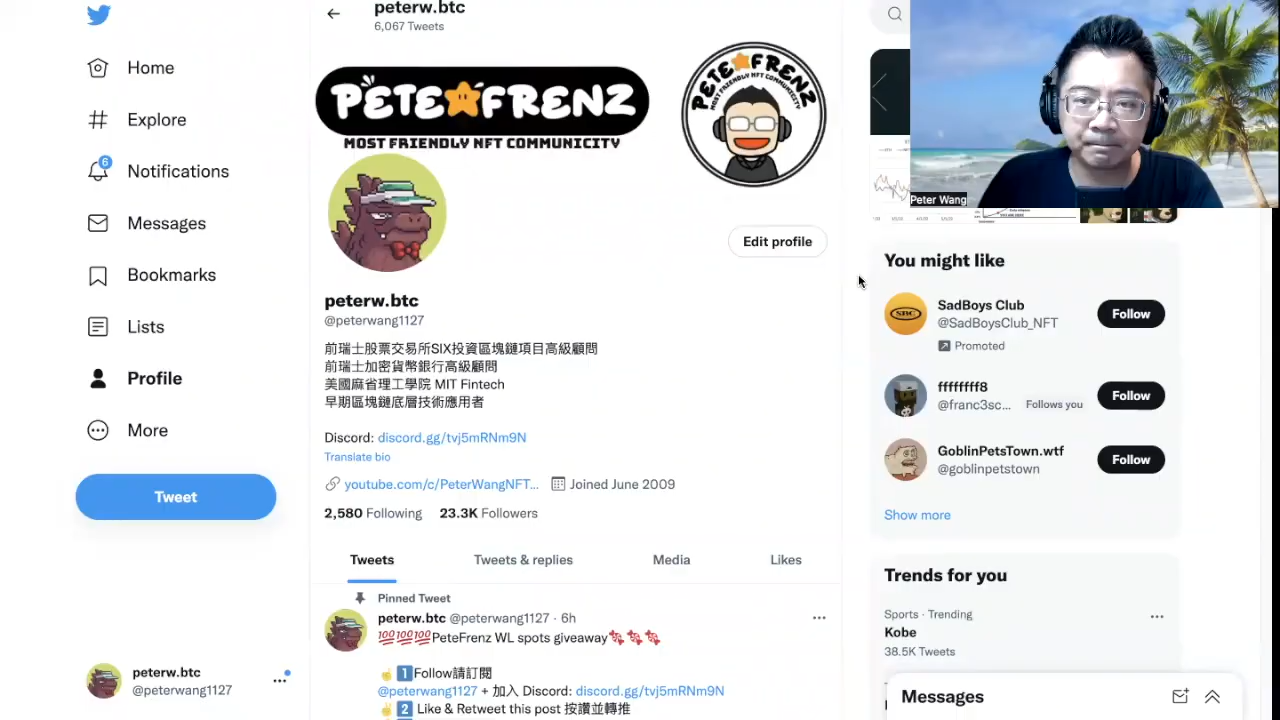 peterw.btc
6,067 Tweets
Home
Explore
6
Notifications
Messages
Bookmarks
Lists
Profile
More
Tweet
peterw.btc
@peterwang1127
PETE FRENZ
MOST FRIENDLY NFT COMMUNICITY
PETE FRENZ
MOST FRIENDLY NFT COMMUNICITY
Edit profile
peterw.btc
@peterwang1127
前瑞士股票交易所SIX投資區塊鏈項目高級顧問
前瑞士加密貨幣銀行高級顧問
美國麻省理工學院 MIT Fintech
早期區塊鏈底層技術應用者
Discord: discord.gg/tvj5mRNm9N
Translate bio
youtube.com/c/PeterWangNFT... Joined June 2009
2,580 Following 23.3K Followers
Tweets Tweets & replies Media Likes
Pinned Tweet
peterw.btc @peterwang1127 · 6h
💯💯💯PeteFrenz WL spots giveaway🧨🧨🧨
☝️1️⃣Follow請訂閱
@peterwang1127 + 加入 Discord: discord.gg/tvj5mRNm9N
✌️2️⃣ Like & Retweet this post 按讚並轉推
Peter Wang
You might like
SadBoys Club
@SadBoysClub_NFT
Promoted
Follow
SBC
ffffffff8
@franc3sc... Follows you
Follow
GoblinPetsTown.wtf
@goblinpetstown
Follow
Show more
Trends for you
Sports · Trending
Kobe
38.5K Tweets
Messages